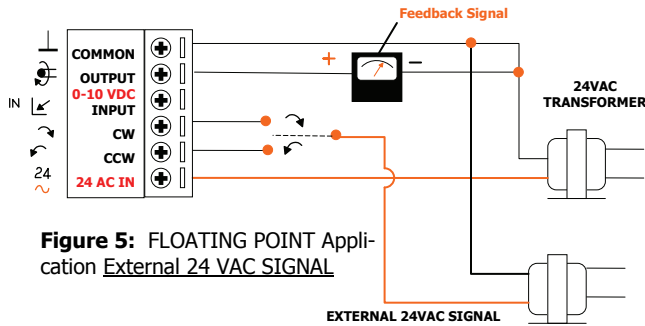 Feedback Signal
COMMON
+
−
OUTPUT
24VAC
TRANSFORMER
0-10 VDC
IN
INPUT
CW
CCW
24
24 AC IN
Figure 5: FLOATING POINT Appli-
cation External 24 VAC SIGNAL
EXTERNAL 24VAC SIGNAL